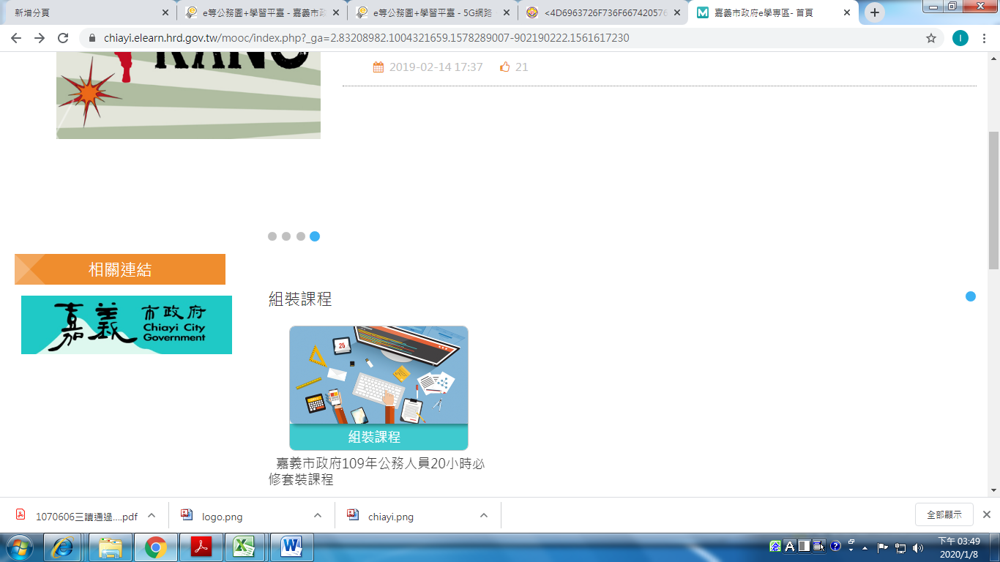 新增分頁
e等公務園+學習平臺 - 嘉義市政
e等公務園+學習平臺 - 5G網路
<4D6963726F736F667420576
嘉義市政府e學專區- 首頁
chiayi.elearn.hrd.gov.tw/mooc/index.php?_ga=2.83208982.1004321659.1578289007-902190222.1561617230
I
KANO
2019-02-14 17:37 21
相關連結
嘉義 市政府
Chiayi City
Government
組裝課程
25
組裝課程
嘉義市政府109年公務人員20小時必
修套裝課程
1070606三讀通過....pdf
logo.png
chiayi.png
全部顯示
下午 03:49
2020/1/8